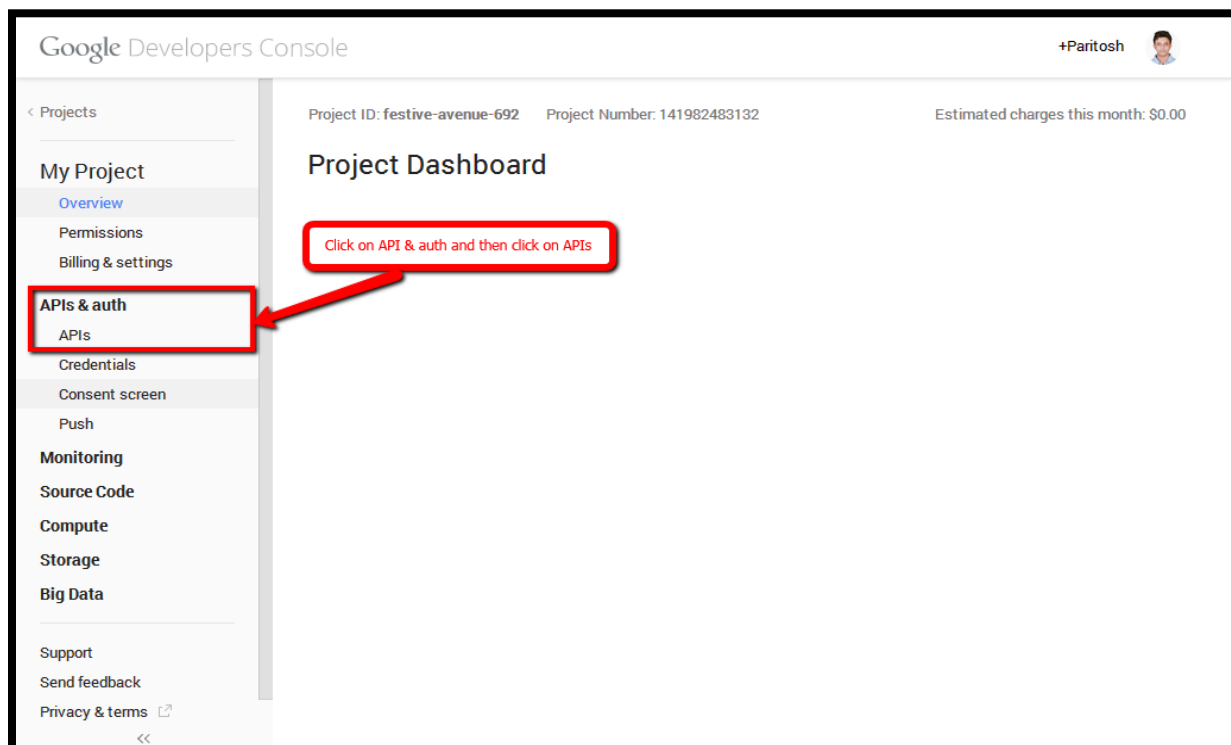 Google Developers Console
+Paritosh
< Projects
Project ID: festive-avenue-692 Project Number: 141982483132
Estimated charges this month: $0.00
My Project
Project Dashboard
Overview
Permissions
Click on API & auth and then click on APIs
Billing & settings
APIs & auth
APIs
Credentials
Consent screen
Push
Monitoring
Source Code
Compute
Storage
Big Data
Support
Send feedback
Privacy & terms